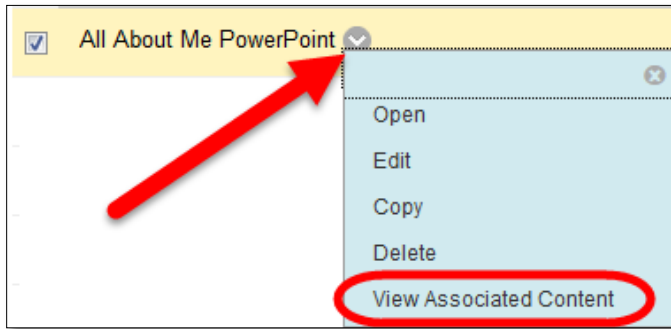 All About Me PowerPoint
Open
Edit
Copy
Delete
View Associated Content